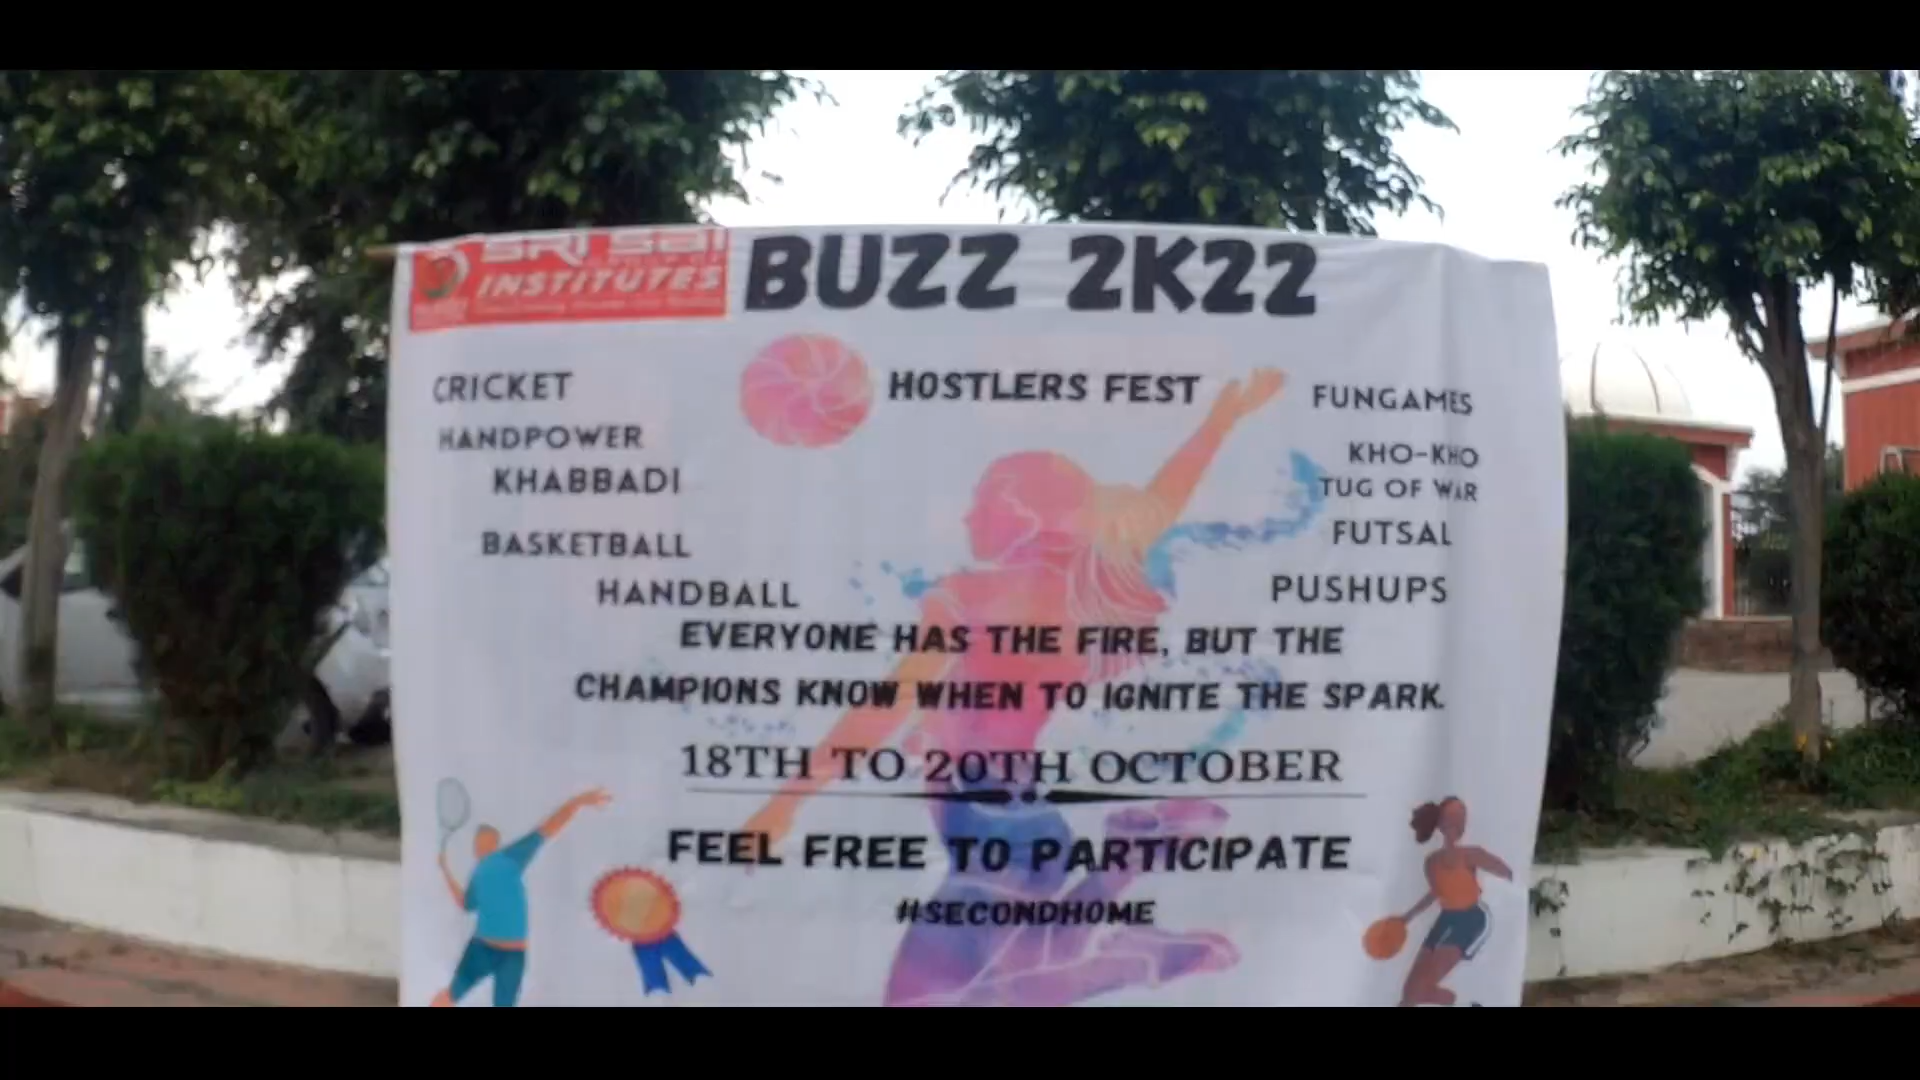 SRI SAI
INSTITUTES
BUZZ 2K22
HOSTLERS FEST
CRICKET
HANDPOWER
KHABBADI
BASKETBALL
HANDBALL
FUNGAMES
KHO-KHO
TUG OF WAR
FUTSAL
PUSHUPS
EVERYONE HAS THE FIRE, BUT THE
CHAMPIONS KNOW WHEN TO IGNITE THE SPARK.
18TH TO 20TH OCTOBER
FEEL FREE TO PARTICIPATE
#SECONDHOME